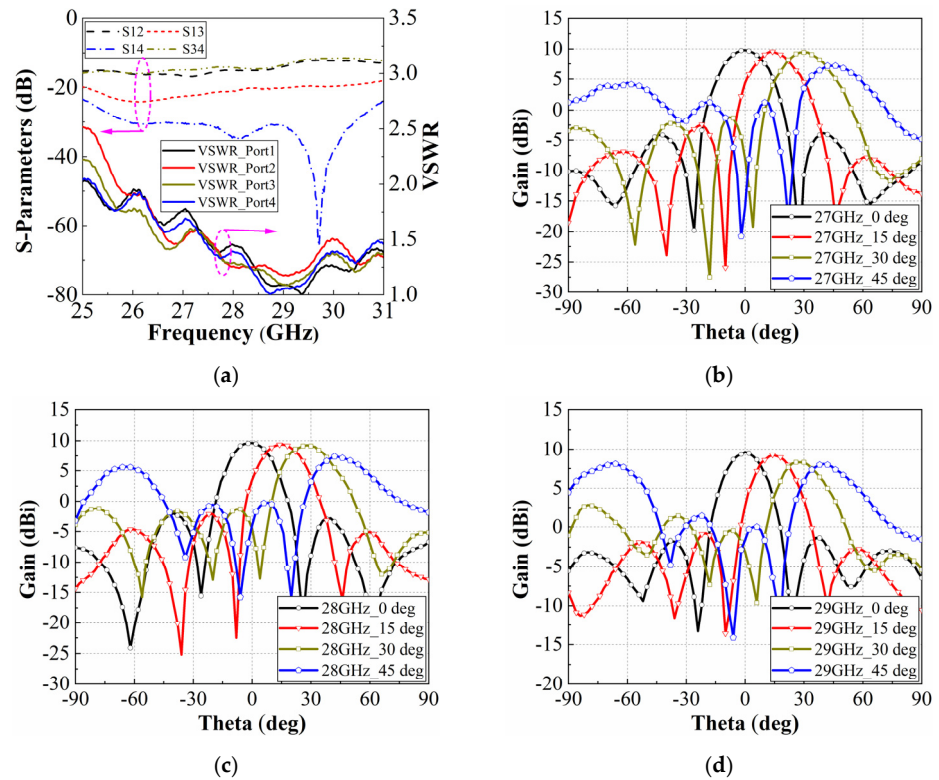 S12 S13
S14 S34
VSWR_Port1
VSWR_Port2
VSWR_Port3
VSWR_Port4
S-Parameters (dB)
0
-20
-40
-60
-80
VSWR
3.5
3.0
2.5
2.0
1.5
1.0
25 26 27 28 29 30 31
Frequency (GHz)
(a)
Gain (dBi)
15
10
5
0
-5
-10
-15
-20
-25
-30
27GHz_0 deg
27GHz_15 deg
27GHz_30 deg
27GHz_45 deg
-90 -60 -30 0 30 60 90
Theta (deg)
(b)
Gain (dBi)
15
10
5
0
-5
-10
-15
-20
-25
-30
28GHz_0 deg
28GHz_15 deg
28GHz_30 deg
28GHz_45 deg
-90 -60 -30 0 30 60 90
Theta (deg)
(c)
Gain (dBi)
15
10
5
0
-5
-10
-15
-20
29GHz_0 deg
29GHz_15 deg
29GHz_30 deg
29GHz_45 deg
-90 -60 -30 0 30 60 90
Theta (deg)
(d)